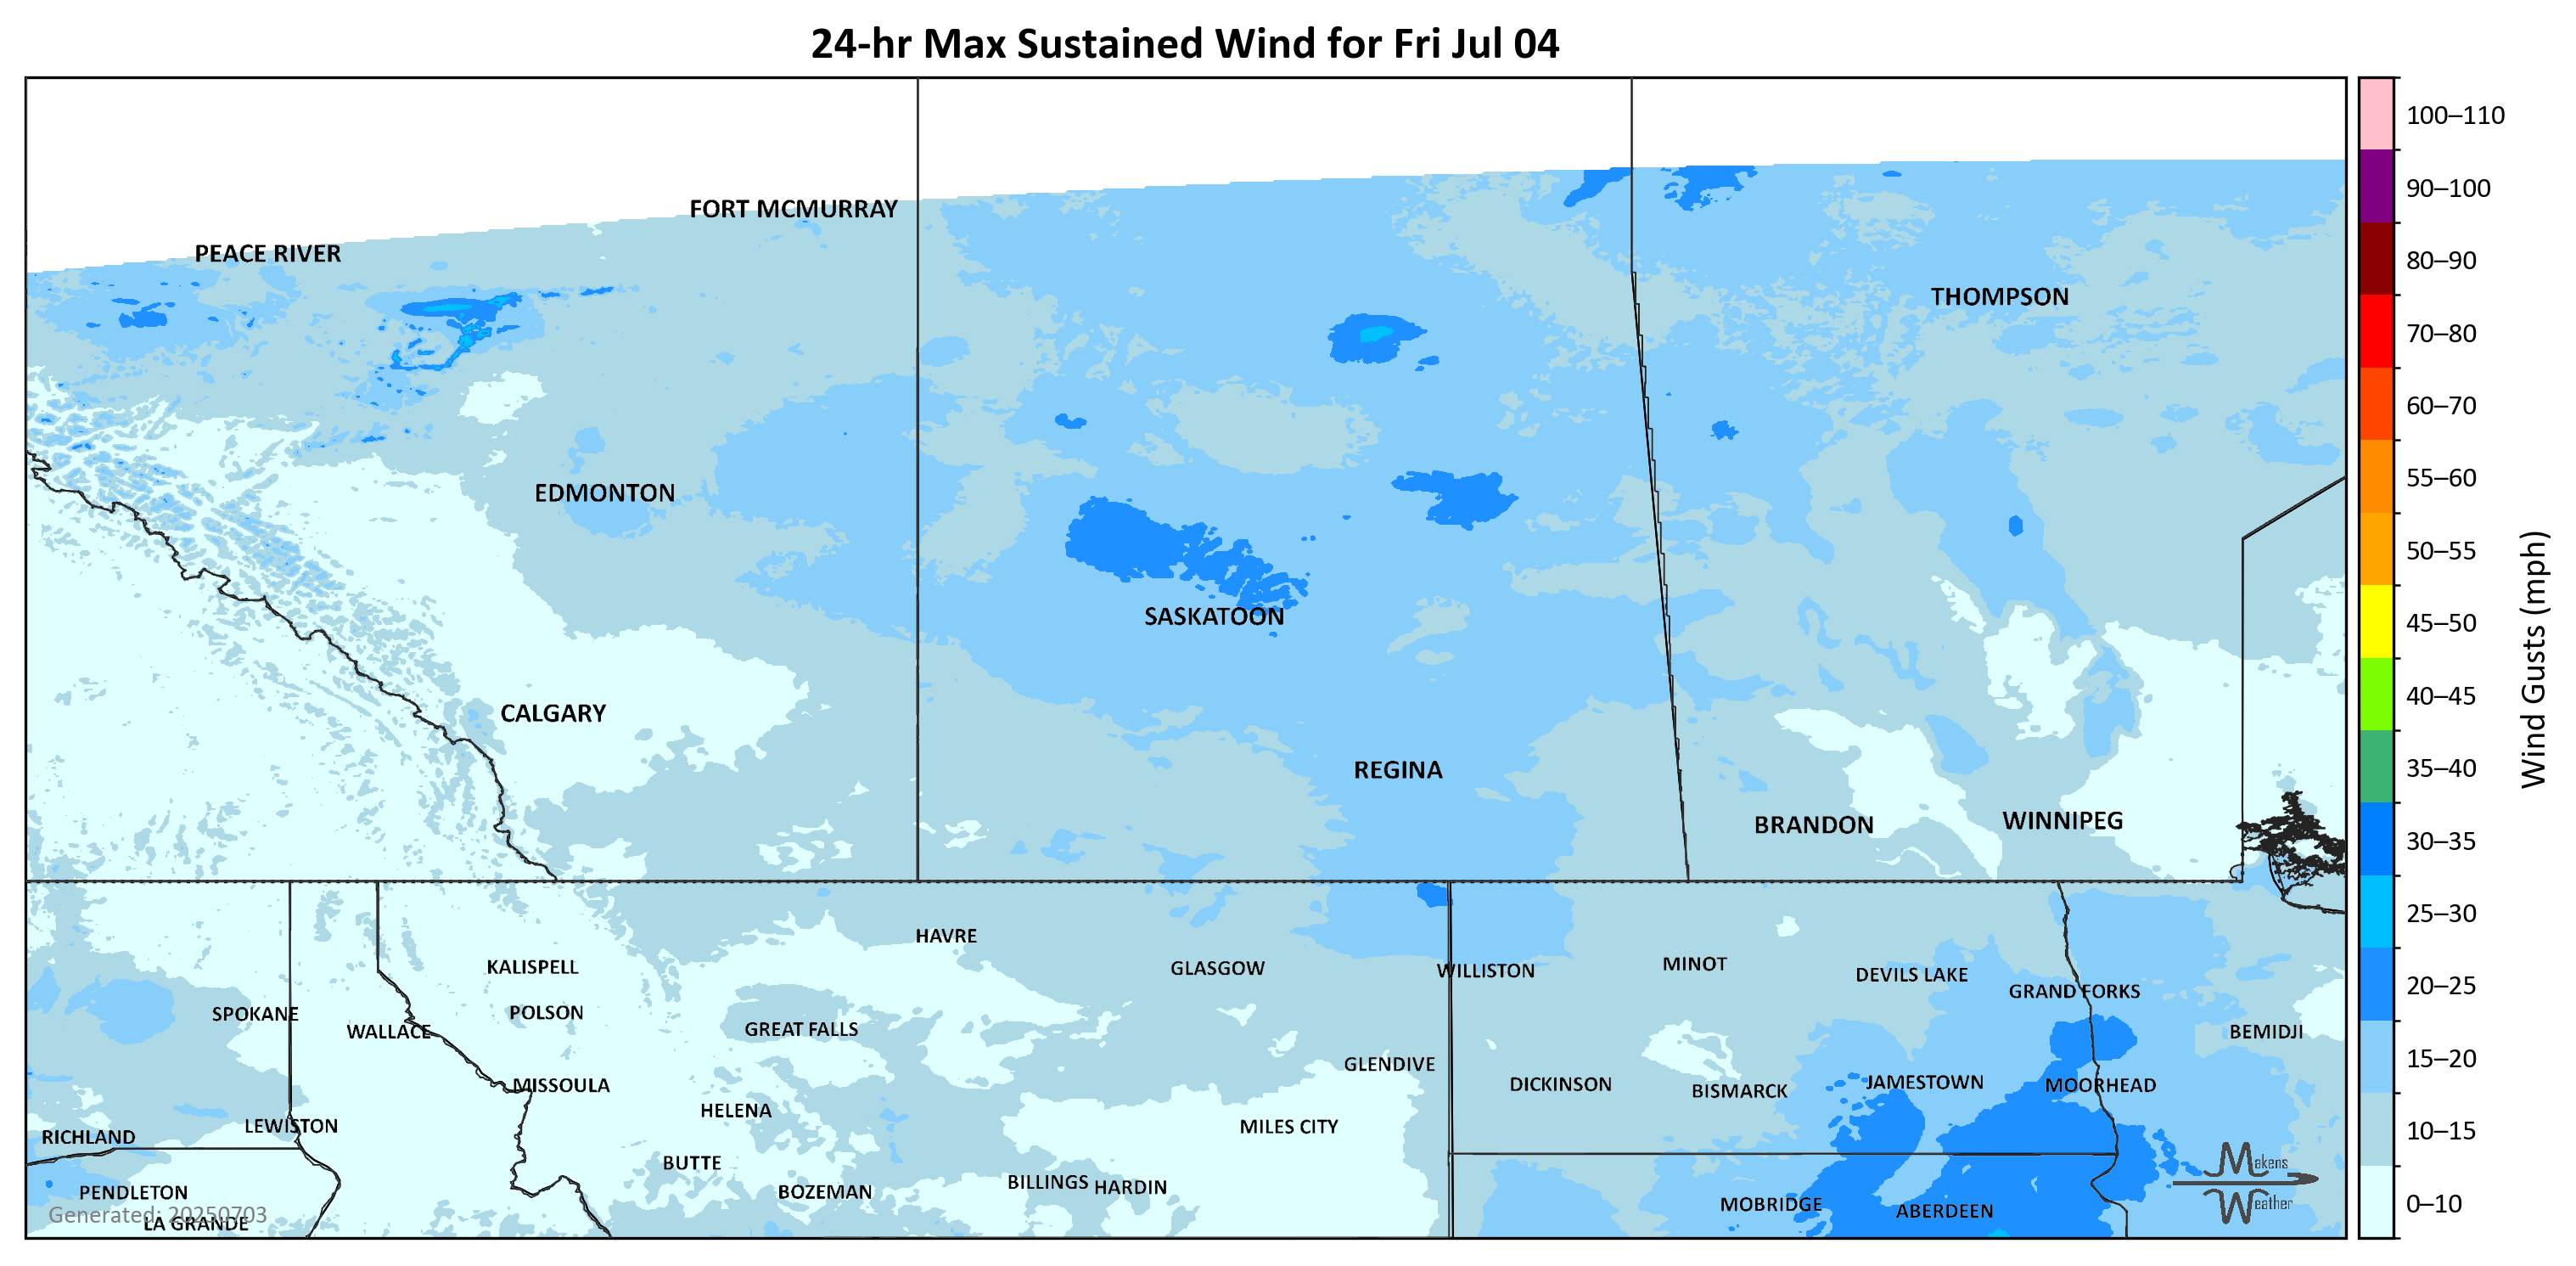 24-hr Max Sustained Wind for Fri Jul 04
100–110
FORT MCMURRAY
90–100
PEACE RIVER
80–90
THOMPSON
70–80
60–70
55–60
EDMONTON
50–55
SASKATOON
45–50
Wind Gusts (mph)
40–45
CALGARY
REGINA
35–40
BRANDON
WINNIPEG
30–35
25–30
HAVRE
KALISPELL
GLASGOW
WILLISTON
MINOT
DEVILS LAKE
20–25
GRAND FORKS
SPOKANE
POLSON
WALLACE
GREAT FALLS
BEMIDJI
15–20
GLENDIVE
MISSOULA
DICKINSON
BISMARCK
JAMESTOWN
MOORHEAD
HELENA
LEWISTON
MILES CITY
10–15
RICHLAND
BUTTE
Makens
Weather
PENDLETON
BOZEMAN
BILLINGS
HARDIN
MOBRIDGE
ABERDEEN
0–10
Generated: 20250703
LA GRANDE